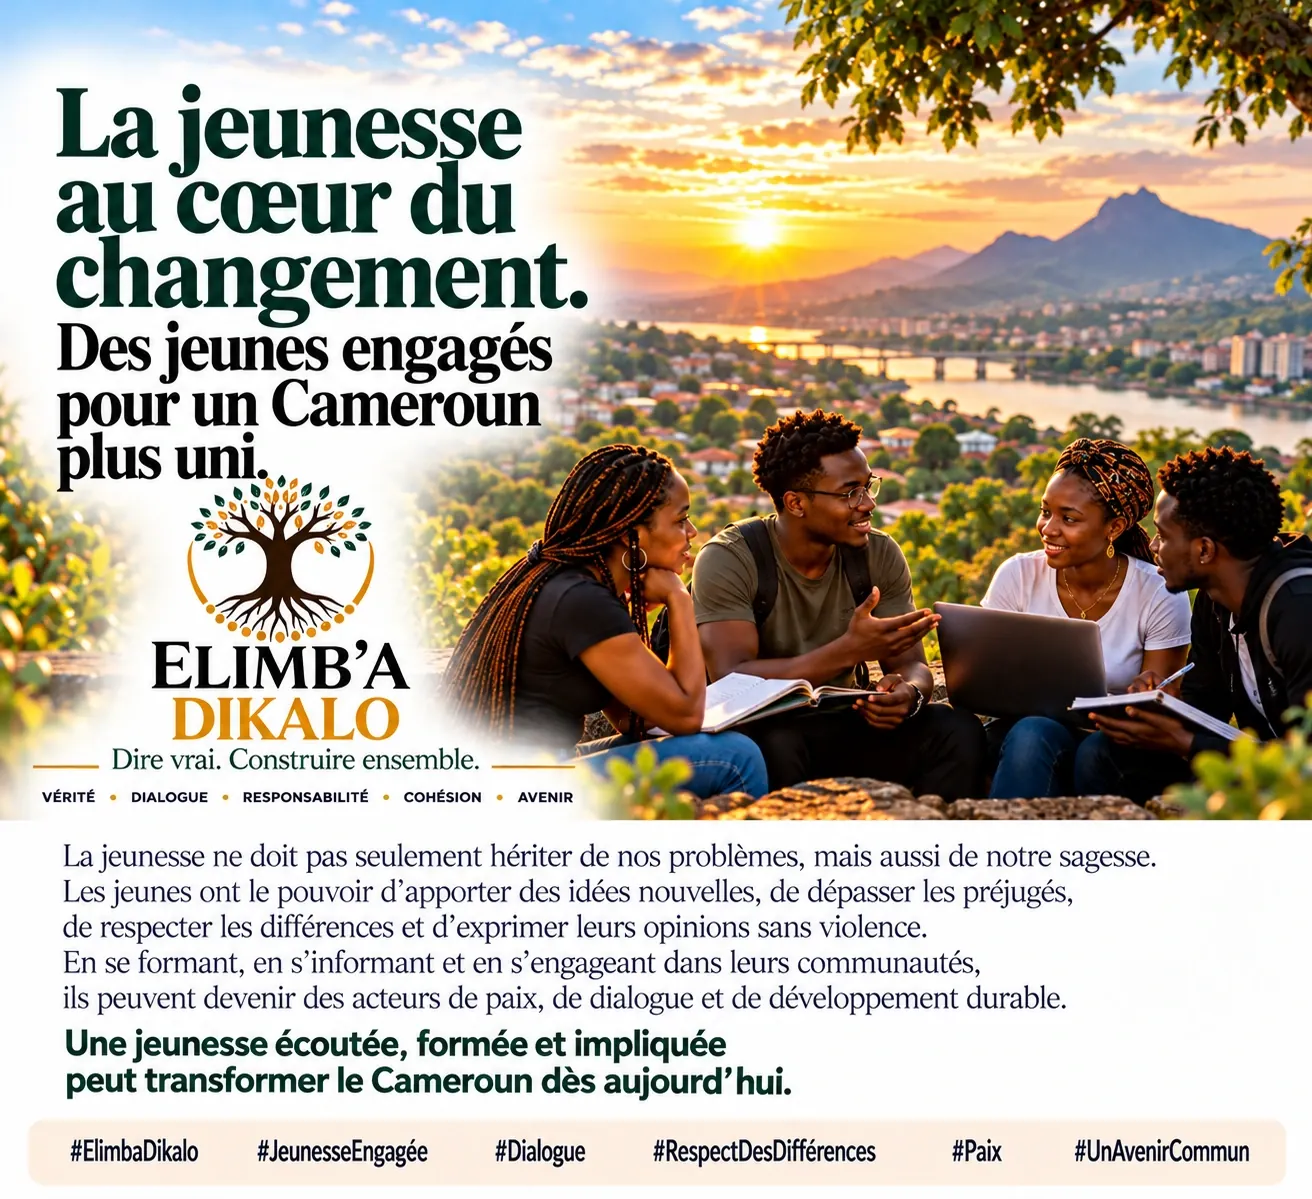 La jeunesse
au cœur du
changement.
Des jeunes engagés
pour un Cameroun
plus uni.
ELIMB'A
DIKALO
Dire vrai. Construire ensemble.
VÉRITÉ • DIALOGUE • RESPONSABILITÉ • COHÉSION • AVENIR
La jeunesse ne doit pas seulement hériter de nos problèmes, mais aussi de notre sagesse.
Les jeunes ont le pouvoir d'apporter des idées nouvelles, de dépasser les préjugés,
de respecter les différences et d'exprimer leurs opinions sans violence.
En se formant, en s'informant et en s'engageant dans leurs communautés,
ils peuvent devenir des acteurs de paix, de dialogue et de développement durable.
Une jeunesse écoutée, formée et impliquée
peut transformer le Cameroun dès aujourd'hui.
#ElimbaDikalo #JeunesseEngagée #Dialogue #RespectDesDifférences #Paix #UnAvenirCommun